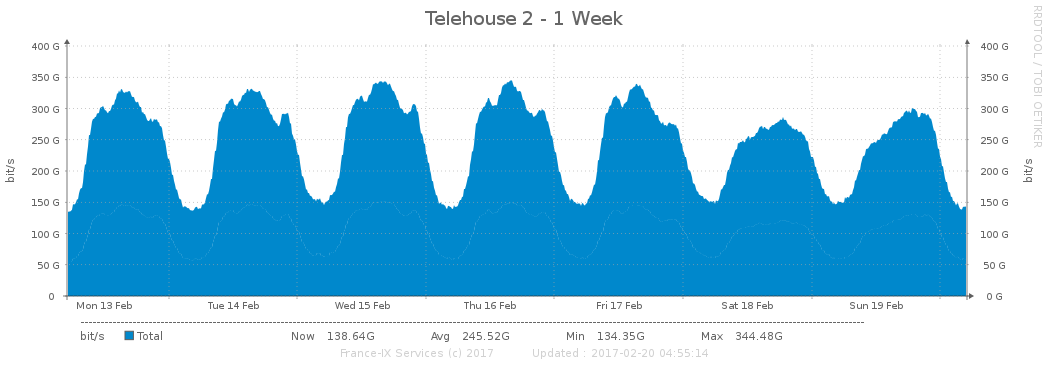 Telehouse 2 - 1 Week
RRDTOOL / TOBI OETIKER
400 G 400 G
350 G 350 G
300 G 300 G
250 G 250 G
200 G 200 G
150 G 150 G
100 G 100 G
50 G 50 G
0 0 G
bit/s bit/s
Mon 13 Feb Tue 14 Feb Wed 15 Feb Thu 16 Feb Fri 17 Feb Sat 18 Feb Sun 19 Feb
bit/s Total Now 138.64G Avg 245.52G Min 134.35G Max 344.48G
France-IX Services (c) 2017 Updated : 2017-02-20 04:55:14